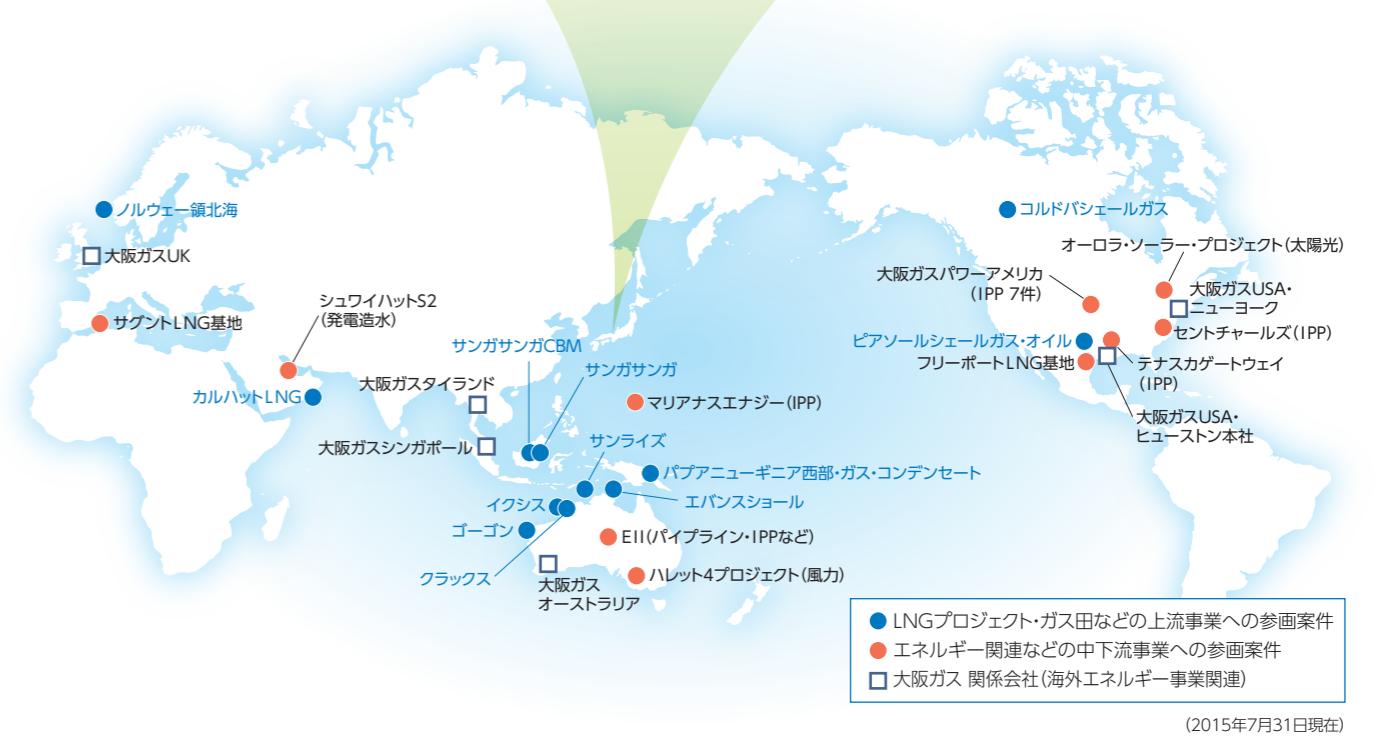 ノルウェー領北海
大阪ガスUK
サグントLNG基地
シュワイハットS2
(発電造水)
カルハットLNG
サンガサンガCBM
サンガサンガ
大阪ガスタイランド
大阪ガスシンガポール
マリアナスエナジー(IPP)
サンライズ
パプアニューギニア西部・ガス・コンデンセート
エバンスショール
イクシス
ゴーゴン
クラックス
EII(パイプライン・IPPなど)
大阪ガス
オーストラリア
ハレット4プロジェクト(風力)
コルドバシェールガス
オーロラ・ソーラー・プロジェクト(太陽光)
大阪ガスパワーアメリカ
(IPP 7件)
大阪ガスUSA・
ニューヨーク
セントチャールズ(IPP)
ピアソールシェールガス・オイル
フリーポートLNG基地
テナスカゲートウェイ
(IPP)
大阪ガスUSA・
ヒューストン本社
LNGプロジェクト・ガス田などの上流事業への参画案件
エネルギー関連などの中下流事業への参画案件
大阪ガス 関係会社(海外エネルギー事業関連)
(2015年7月31日現在)